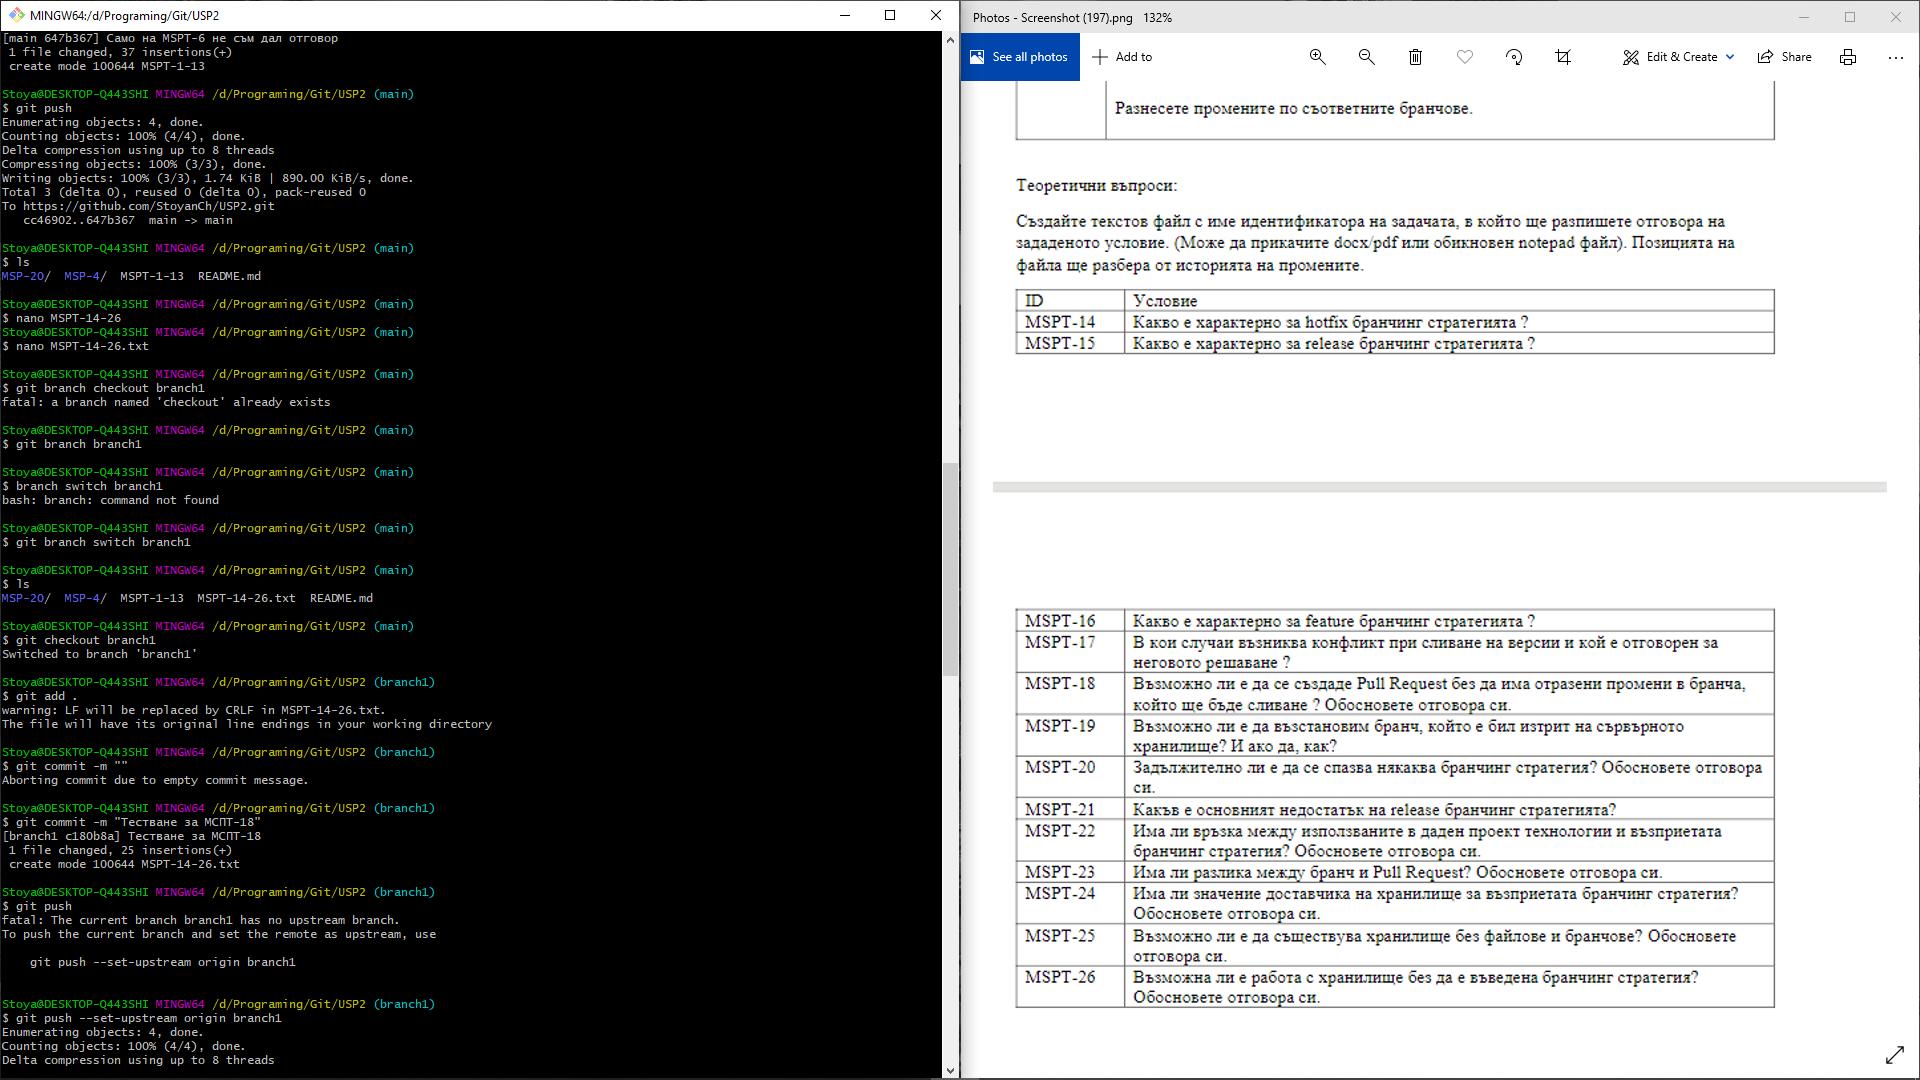 MINGW64:/d/Programing/Git/USP2
[main 647b367] Само на MSPT-6 не съм дал отговор
 1 file changed, 37 insertions(+)
 create mode 100644 MSPT-1-13
Stoya@DESKTOP-Q443SHI MINGW64 /d/Programing/Git/USP2 (main)
$ git push
Enumerating objects: 4, done.
Counting objects: 100% (4/4), done.
Delta compression using up to 8 threads
Compressing objects: 100% (3/3), done.
Writing objects: 100% (3/3), 1.74 KiB | 890.00 KiB/s, done.
Total 3 (delta 0), reused 0 (delta 0), pack-reused 0
To https://github.com/StoyanCh/USP2.git
   cc46902..647b367  main -> main
Stoya@DESKTOP-Q443SHI MINGW64 /d/Programing/Git/USP2 (main)
$ ls
MSP-20/  MSP-4/  MSPT-1-13  README.md
Stoya@DESKTOP-Q443SHI MINGW64 /d/Programing/Git/USP2 (main)
$ nano MSPT-14-26
Stoya@DESKTOP-Q443SHI MINGW64 /d/Programing/Git/USP2 (main)
$ nano MSPT-14-26.txt
Stoya@DESKTOP-Q443SHI MINGW64 /d/Programing/Git/USP2 (main)
$ git branch checkout branch1
fatal: a branch named 'checkout' already exists
Stoya@DESKTOP-Q443SHI MINGW64 /d/Programing/Git/USP2 (main)
$ git branch branch1
Stoya@DESKTOP-Q443SHI MINGW64 /d/Programing/Git/USP2 (main)
$ branch switch branch1
bash: branch: command not found
Stoya@DESKTOP-Q443SHI MINGW64 /d/Programing/Git/USP2 (main)
$ git branch switch branch1
Stoya@DESKTOP-Q443SHI MINGW64 /d/Programing/Git/USP2 (main)
$ ls
MSP-20/  MSP-4/  MSPT-1-13  MSPT-14-26.txt  README.md
Stoya@DESKTOP-Q443SHI MINGW64 /d/Programing/Git/USP2 (main)
$ git checkout branch1
Switched to branch 'branch1'
Stoya@DESKTOP-Q443SHI MINGW64 /d/Programing/Git/USP2 (branch1)
$ git add .
warning: LF will be replaced by CRLF in MSPT-14-26.txt.
The file will have its original line endings in your working directory
Stoya@DESKTOP-Q443SHI MINGW64 /d/Programing/Git/USP2 (branch1)
$ git commit -m ""
Aborting commit due to empty commit message.
Stoya@DESKTOP-Q443SHI MINGW64 /d/Programing/Git/USP2 (branch1)
$ git commit -m "Тестване за МСПТ-18"
[branch1 c180b8a] Тестване за МСПТ-18
 1 file changed, 25 insertions(+)
 create mode 100644 MSPT-14-26.txt
Stoya@DESKTOP-Q443SHI MINGW64 /d/Programing/Git/USP2 (branch1)
$ git push
fatal: The current branch branch1 has no upstream branch.
To push the current branch and set the remote as upstream, use
    git push --set-upstream origin branch1
Stoya@DESKTOP-Q443SHI MINGW64 /d/Programing/Git/USP2 (branch1)
$ git push --set-upstream origin branch1
Enumerating objects: 4, done.
Counting objects: 100% (4/4), done.
Delta compression using up to 8 threads
Photos - Screenshot (197).png   132%
See all photos
Add to
Edit & Create
Share
Разнесете промените по съответните бранчове.
Теоретични въпроси:
Създайте текстов файл с име идентификатора на задачата, в който ще разпишете отговора на
зададеното условие. (Може да прикачите docx/pdf или обикновен notepad файл). Позицията на
файла ще разбера от историята на промените.
ID Условие
MSPT-14 Какво е характерно за hotfix бранчинг стратегията ?
MSPT-15 Какво е характерно за release бранчинг стратегията ?
MSPT-16 Какво е характерно за feature бранчинг стратегията ?
MSPT-17 В кои случаи възниква конфликт при сливане на версии и кой е отговорен за
неговото решаване ?
MSPT-18 Възможно ли е да се създаде Pull Request без да има отразени промени в бранча,
който ще бъде сливане ? Обосновете отговора си.
MSPT-19 Възможно ли е да възстановим бранч, който е бил изтрит на сървърното
хранилище? И ако да, как?
MSPT-20 Задължително ли е да се спазва някаква бранчинг стратегия? Обосновете отговора
си.
MSPT-21 Какъв е основният недостатък на release бранчинг стратегията?
MSPT-22 Има ли връзка между използваните в даден проект технологии и възприетата
бранчинг стратегия? Обосновете отговора си.
MSPT-23 Има ли разлика между бранч и Pull Request? Обосновете отговора си.
MSPT-24 Има ли значение доставчика на хранилище за възприетата бранчинг стратегия?
Обосновете отговора си.
MSPT-25 Възможно ли е да съществува хранилище без файлове и бранчове? Обосновете
отговора си.
MSPT-26 Възможна ли е работа с хранилище без да е въведена бранчинг стратегия?
Обосновете отговора си.